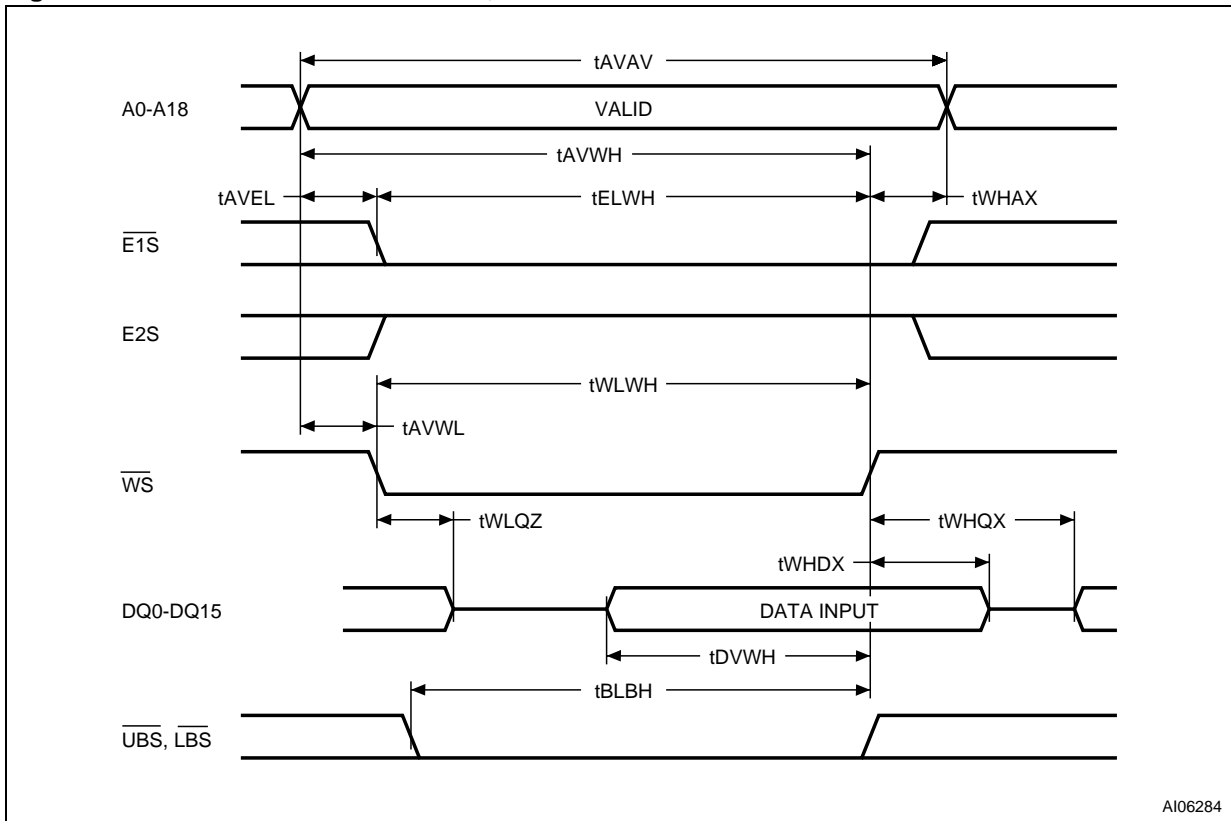 tAVAV
A0-A18
VALID
tAVWH
tAVEL
tELWH
tWHAX
E1S
E2S
tWLWH
tAVWL
WS
tWLQZ
tWHQX
tWHDX
DQ0-DQ15
DATA INPUT
tDVWH
tBLBH
UBS, LBS
AI06284